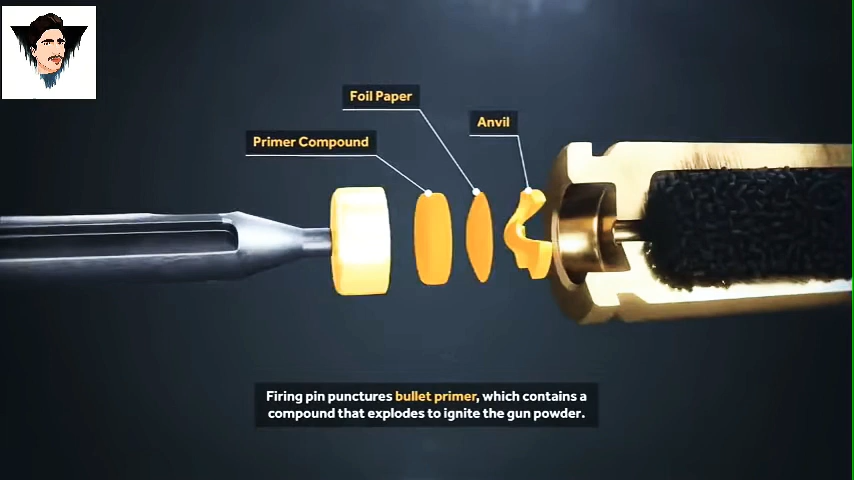 Foil Paper
Anvil
Primer Compound
Firing pin punctures bullet primer, which contains a
compound that explodes to ignite the gun powder.